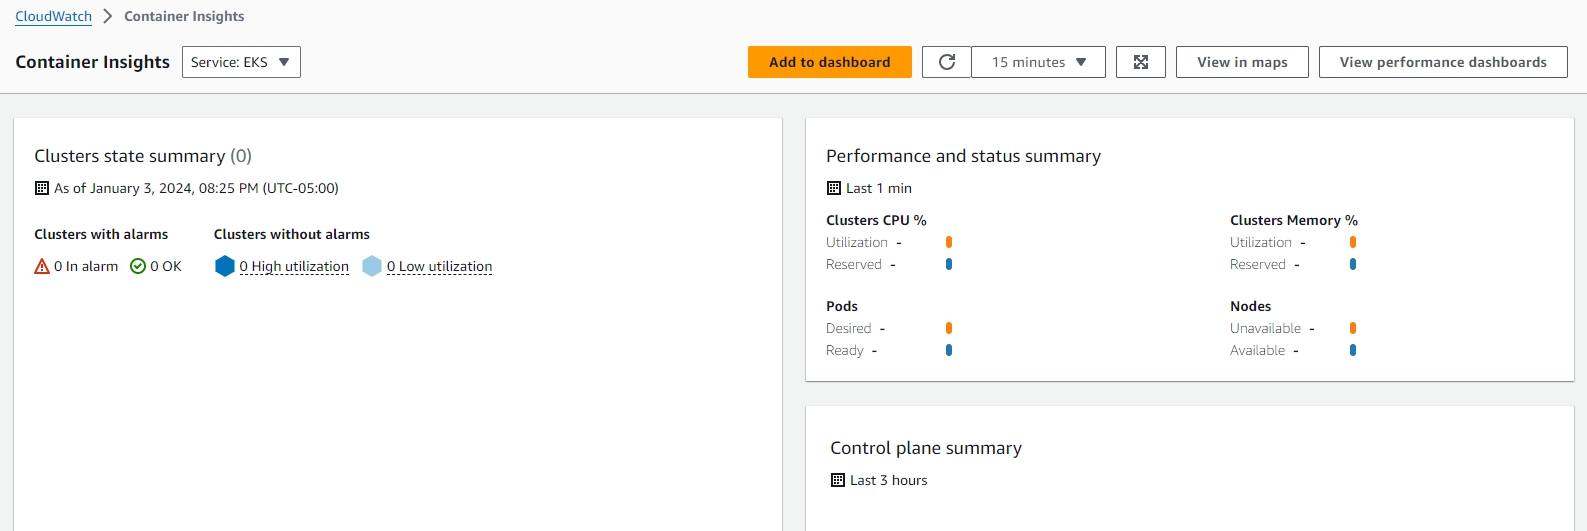 CloudWatch > Container Insights
Container Insights Service: EKS Add to dashboard 15 minutes View in maps View performance dashboards
Clusters state summary (0)
As of January 3, 2024, 08:25 PM (UTC-05:00)
Clusters with alarms Clusters without alarms
0 In alarm 0 OK 0 High utilization 0 Low utilization
Performance and status summary
Last 1 min
Clusters CPU % Clusters Memory %
Utilization - Utilization -
Reserved - Reserved -
Pods Nodes
Desired - Unavailable -
Ready - Available -
Control plane summary
Last 3 hours